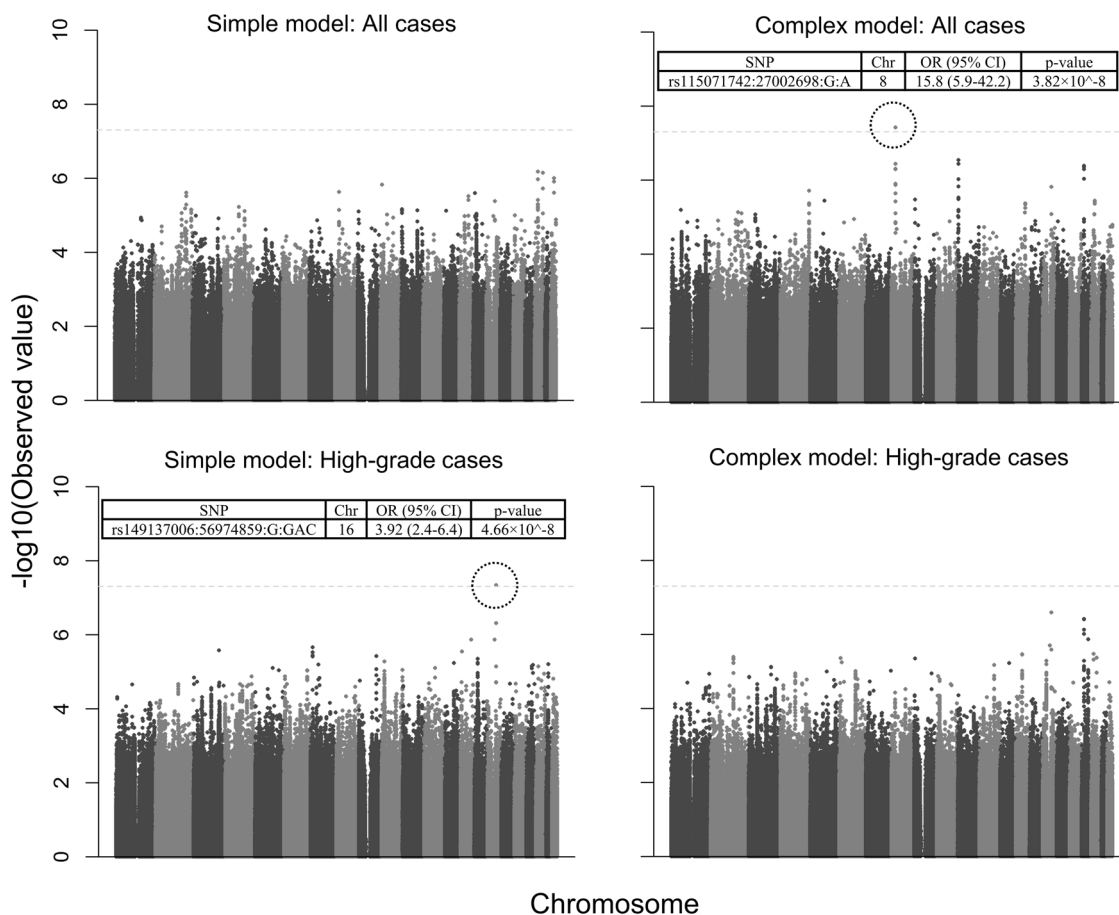 Simple model: All cases
Complex model: All cases
10
8
6
4
2
0
SNP Chr OR (95% CI) p-value
rs115071742:27002698:G:A 8 15.8 (5.9-42.2) 3.82×10^-8
-log10(Observed value)
Simple model: High-grade cases
Complex model: High-grade cases
10
8
6
4
2
0
SNP Chr OR (95% CI) p-value
rs149137006:56974859:G:GAC 16 3.92 (2.4-6.4) 4.66×10^-8
Chromosome